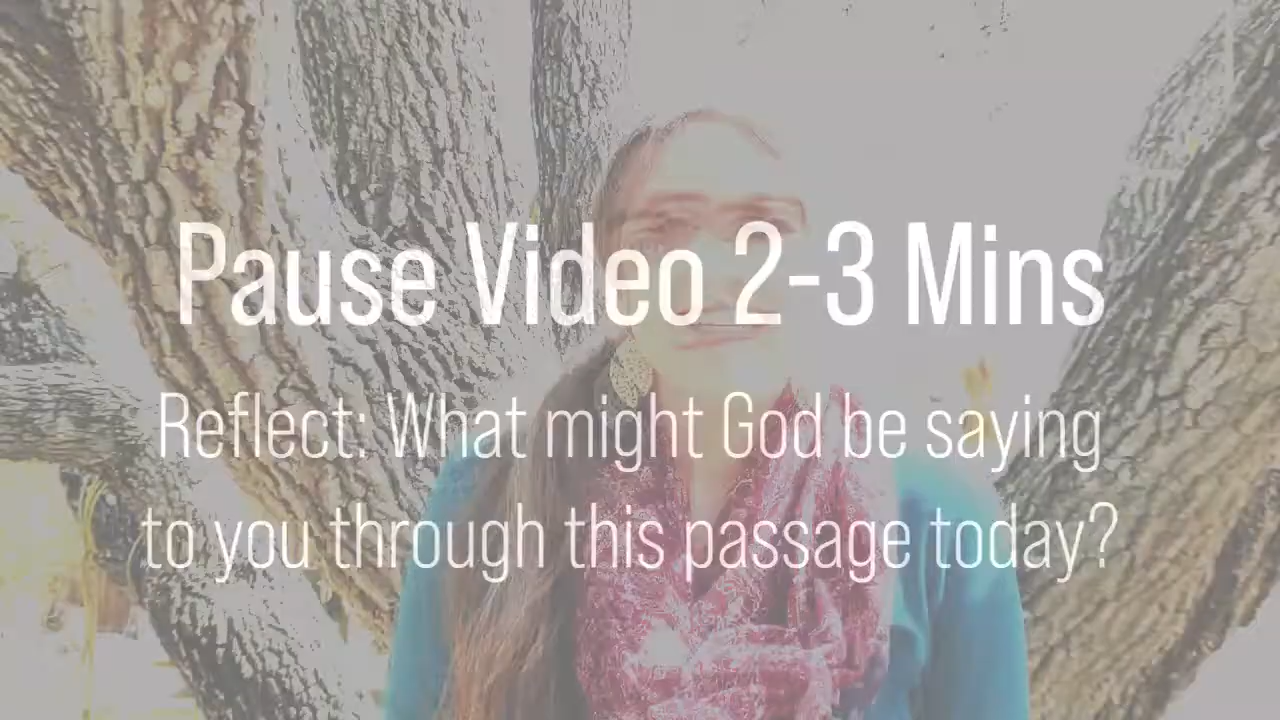 Pause Video 2-3 Mins
Reflect: What might God be saying
to you through this passage today?